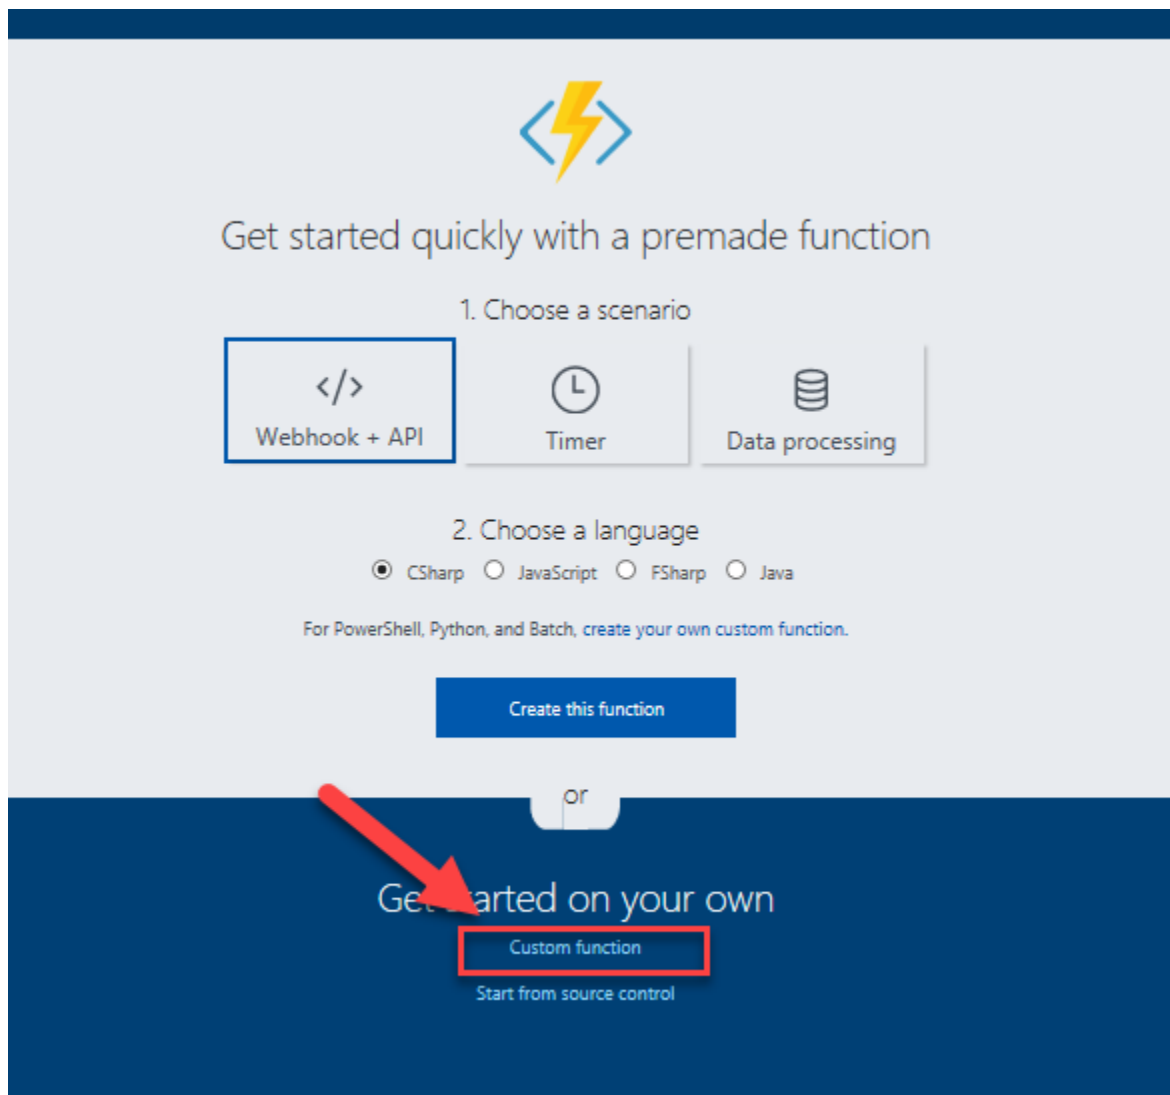 Get started quickly with a premade function
1. Choose a scenario
</>
Webhook + API
Timer
Data processing
2. Choose a language
CSharp JavaScript FSharp Java
For PowerShell, Python, and Batch, create your own custom function.
Create this function
or
Get started on your own
Custom function
Start from source control